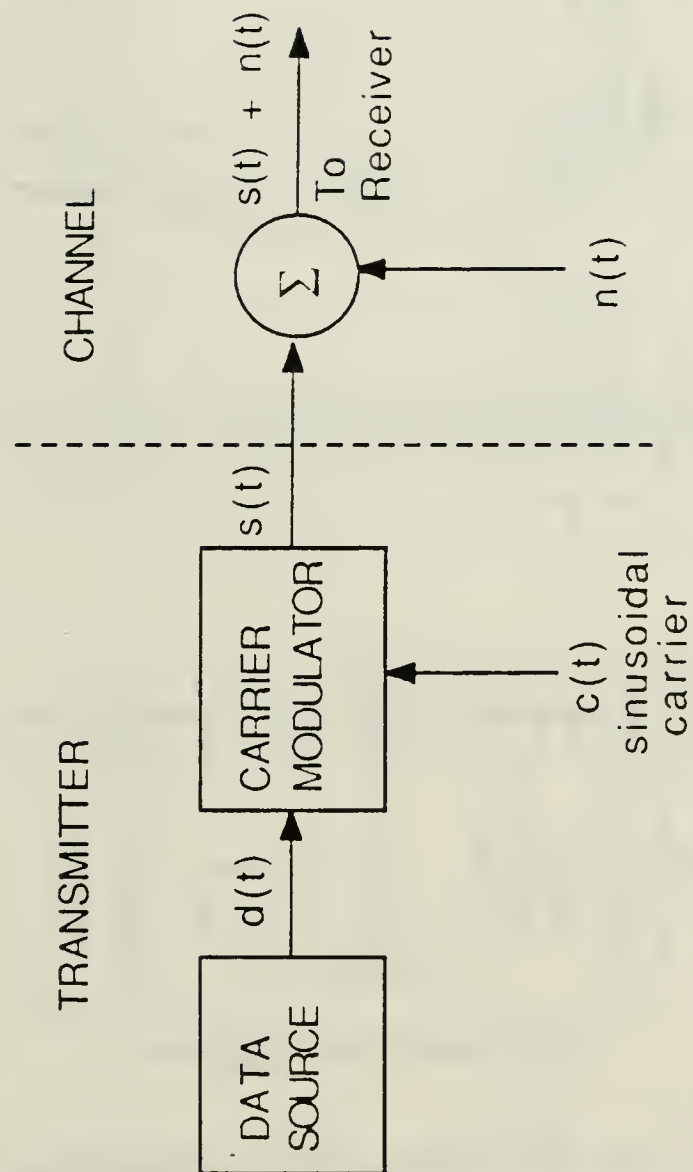 TRANSMITTER
CHANNEL
DATA
SOURCE
d(t)
CARRIER
MODULATOR
s(t)
c(t)
sinusoidal
carrier
Σ
n(t)
s(t) + n(t)
To
Receiver